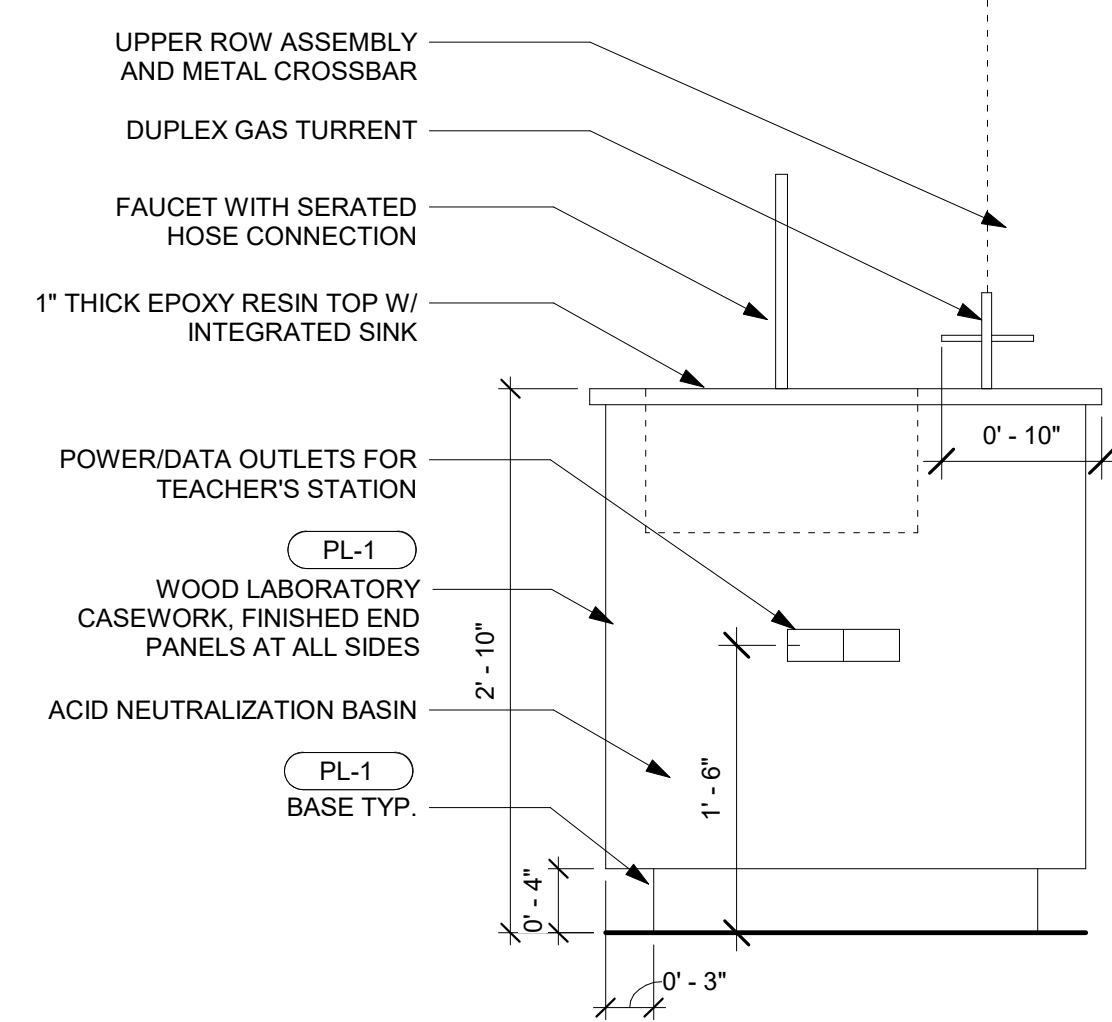 UPPER ROW ASSEMBLY
AND METAL CROSSBAR
DUPLEX GAS TURRENT
FAUCET WITH SERATED
HOSE CONNECTION
1" THICK EPOXY RESIN TOP W/
INTEGRATED SINK
0' - 10"
POWER/DATA OUTLETS FOR
TEACHER'S STATION
PL-1
WOOD LABORATORY
CASEWORK, FINISHED END
PANELS AT ALL SIDES
2' - 10"
ACID NEUTRALIZATION BASIN
PL-1
BASE TYP.
1' - 6"
0' - 4"
0' - 3"